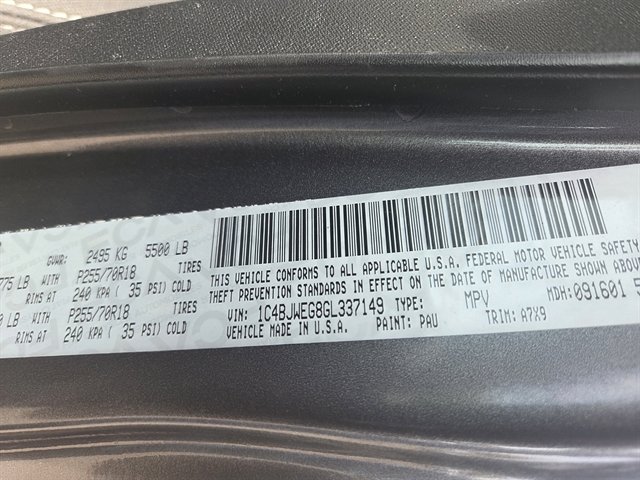 GVWR: 2495 KG 5500 LB
775 LB WITH P255/70R18 TIRES
RIMS AT 240 KPA ( 35 PSI) COLD
LB WITH P255/70R18 TIRES
RIMS AT 240 KPA ( 35 PSI) COLD
THIS VEHICLE CONFORMS TO ALL APPLICABLE U.S.A. FEDERAL MOTOR VEHICLE SAFETY
THEFT PREVENTION STANDARDS IN EFFECT ON THE DATE OF MANUFACTURE SHOWN ABOVE
VIN: 1C4BJWEG8GL337149 TYPE: MPV MDH: 091601
VEHICLE MADE IN U.S.A. PAINT: PAU TRIM: A7X9